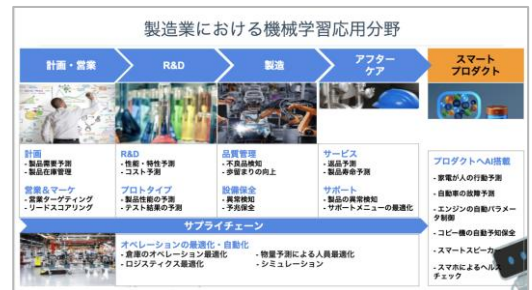 製造業における機械学習応用分野
計画・営業
R&D
製造
アフター
ケア
スマート
プロダクト
計画
- 製品需要予測
- 製品在庫管理
営業&マーケ
- 営業ターゲティング
- リードスコアリング
R&D
- 性能・特性予測
- コスト予測
プロトタイプ
- 製品性能の予測
- テスト結果の予測
品質管理
- 不良品検知
- 歩留まりの向上
設備保全
- 異常検知
- 予兆保全
サービス
- 返品予測
- 製品寿命予測
サポート
- 製品の異常検知
- サポートメニューの最適化
プロダクトへAI搭載
- 家電が人の行動予測
- 自動車の故障予測
- エンジンの自動パラメー
タ制御
- コピー機の自動予知保全
- スマートスピーカ
- スマホによるヘルス
チェック
サプライチェーン
オペレーションの最適化・自動化
- 倉庫のオペレーション最適化
- ロジスティクス最適化
- 物量予測による人員最適化
- シミュレーション